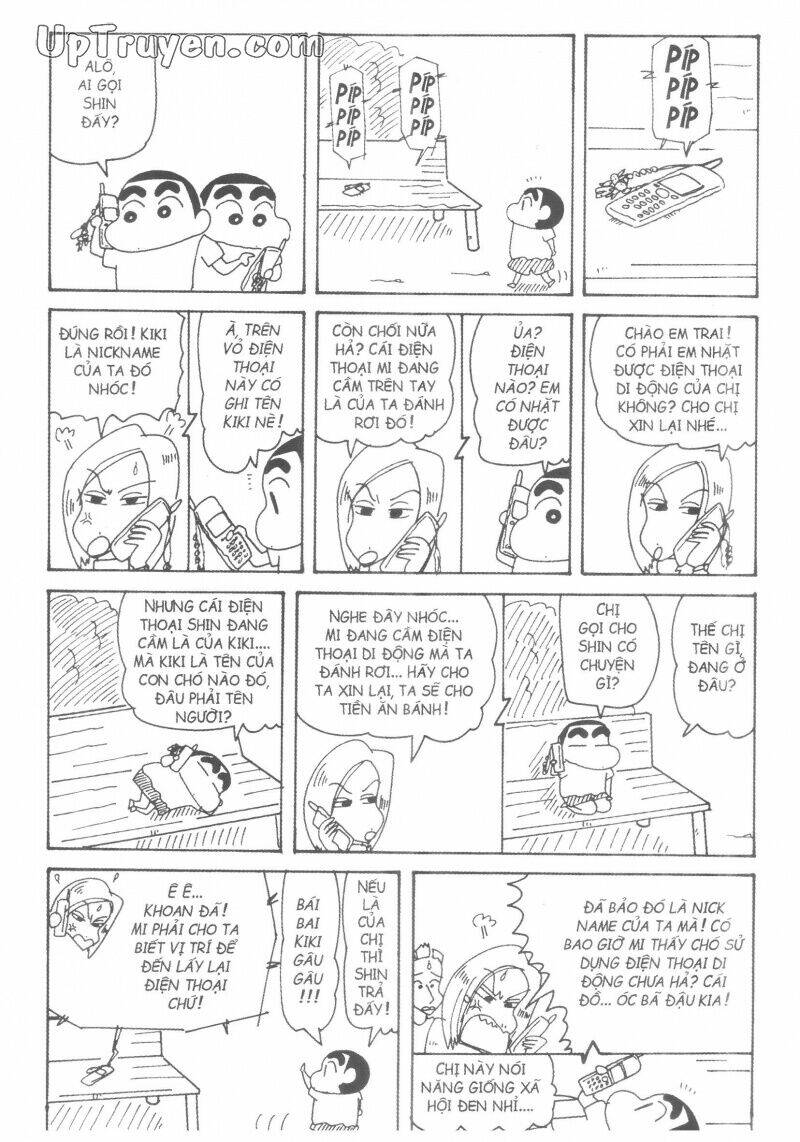 UpTruyen.com
PÍP
PÍP
PÍP
PÍP
PÍP
PÍP
PÍP
PÍP
PÍP
ALÔ,
AI GỌI
SHIN
ĐẤY?
CHÀO EM TRAI!
CÓ PHẢI EM NHẶT
ĐƯỢC ĐIỆN THOẠI
DI ĐỘNG CỦA CHỊ
KHÔNG? CHO CHỊ
XIN LẠI NHÉ...
ỦA?
ĐIỆN
THOẠI
NÀO? EM
CÓ NHẶT
ĐƯỢC
ĐÂU?
CÒN CHỐI NỮA
HẢ? CÁI ĐIỆN
THOẠI MI ĐANG
CẦM TRÊN TAY
LÀ CỦA TA ĐÁNH
RƠI ĐÓ!
À, TRÊN
VỎ ĐIỆN
THOẠI
NÀY CÓ
GHI TÊN
KIKI NÈ!
ĐÚNG RỒI! KIKI
LÀ NICKNAME
CỦA TA ĐÓ
NHÓC!
THẾ CHỊ
TÊN GÌ,
ĐANG Ở
ĐÂU?
CHỊ
GỌI CHO
SHIN CÓ
CHUYỆN
GÌ?
NGHE ĐÂY NHÓC...
MI ĐANG CẦM ĐIỆN
THOẠI DI ĐỘNG MÀ TA
ĐÁNH RƠI... HÃY CHO
TA XIN LẠI, TA SẼ CHO
TIỀN ĂN BÁNH!
NHƯNG CÁI ĐIỆN
THOẠI SHIN ĐANG
CẦM LÀ CỦA KIKI....
MÀ KIKI LÀ TÊN CỦA
CON CHÓ NÀO ĐÓ,
ĐÂU PHẢI TÊN
NGƯỜI?
ĐÃ BẢO ĐÓ LÀ NICK
NAME CỦA TA MÀ! CÓ
BAO GIỜ MI THẤY CHÓ SỬ
DỤNG ĐIỆN THOẠI DI
ĐỘNG CHƯA HẢ? CÁI
ĐỒ... ÓC BÃ ĐẬU KIA!
CHỊ NÀY NÓI
NĂNG GIỐNG XÃ
HỘI ĐEN NHỈ....
NẾU
LÀ
CỦA
CHỊ
THÌ
SHIN
TRẢ
ĐẤY!
BÁI
BAI
KIKI
GÂU
GÂU
!!!
Ê Ê...
KHOAN ĐÃ!
MI PHẢI CHO TA
BIẾT VỊ TRÍ ĐỂ
ĐẾN LẤY LẠI
ĐIỆN THOẠI
CHỨ!